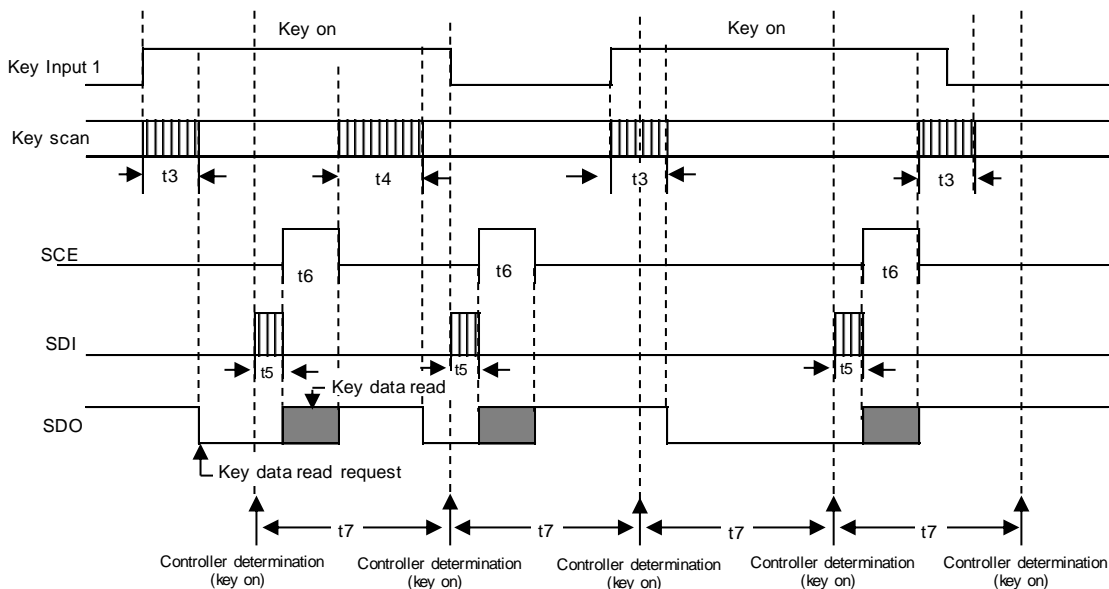 Key on
Key on
Key Input 1
Key scan
t3
t4
t3
t3
SCE
t6
t6
t6
SDI
t5
t5
t5
Key data read
SDO
Key data read request
t7
t7
t7
t7
Controller determination
(key on)
Controller determination
(key on)
Controller determination
(key on)
Controller determination
(key on)
Controller determination
(key on)